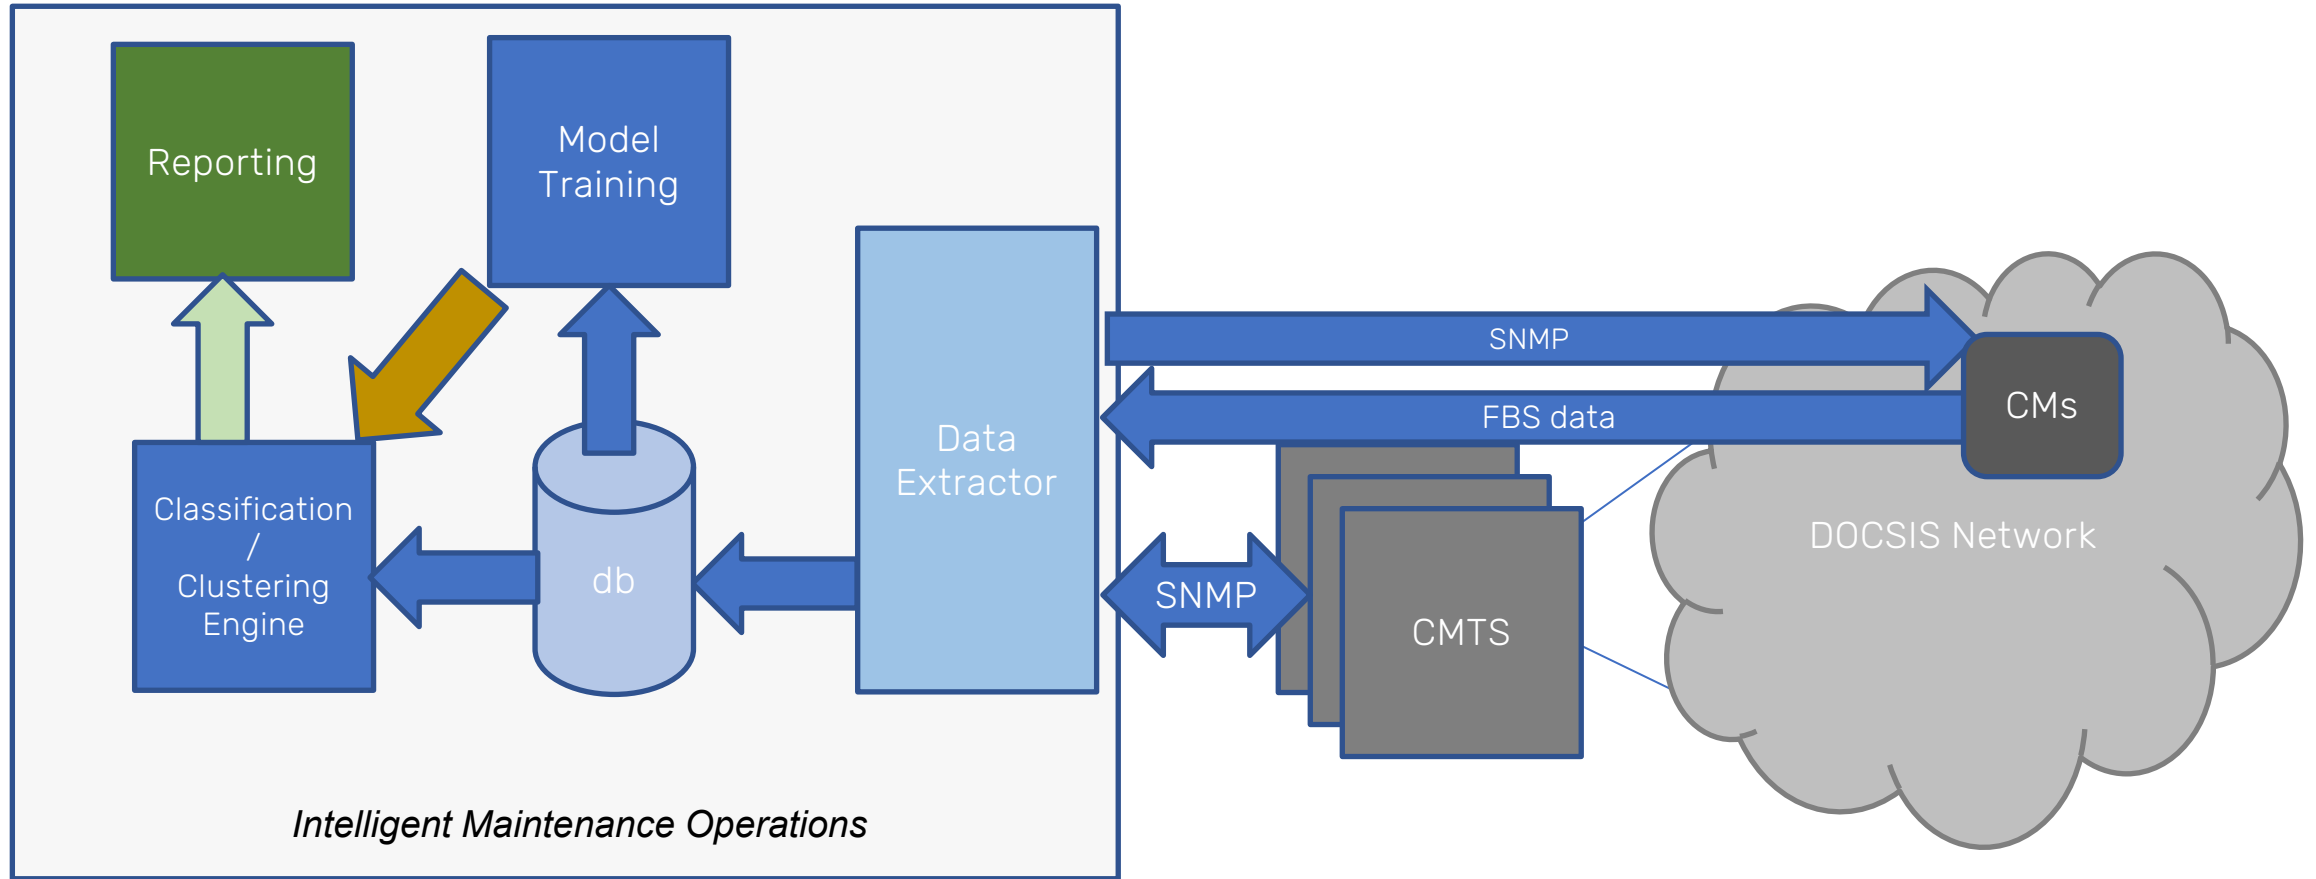 Reporting
Model
Training
Data
Extractor
SNMP
FBS data
CMs
Classification
/
Clustering
Engine
db
SNMP
CMTS
DOCSIS Network
Intelligent Maintenance Operations